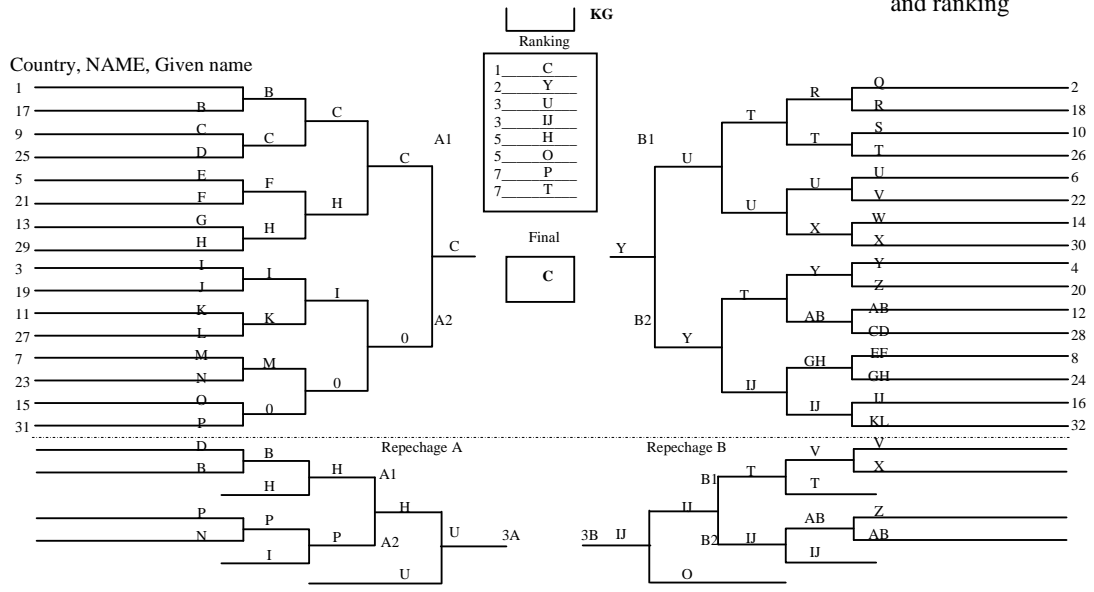 and ranking
KG
Ranking
1 C
2 Y
3 U
3 IJ
5 H
5 O
7 P
7 T
Final
C
Country, NAME, Given name
1
17 B
9 C
25 D
5 E
21 F
13 G
29 H
3 I
19 J
11 K
27 L
7 M
23 N
15 O
31 P
B
C
F
H
I
K
M
0
C
H
I
0
C
0
A1
A2
C
Q 2
R 18
S 10
T 26
U 6
V 22
W 14
X 30
Y 4
Z 20
AB 12
CD 28
EF 8
GH 24
IJ 16
KL 32
R
T
U
X
Y
AB
GH
IJ
T
U
T
IJ
U
Y
B1
B2
Y
Repechage A
D
B
B
H
H
A1
P
N
P
I
P
A2
H
U
U
3A
Repechage B
V
X
V
T
T
B1
Z
AB
AB
IJ
IJ
B2
IJ
O
3B IJ